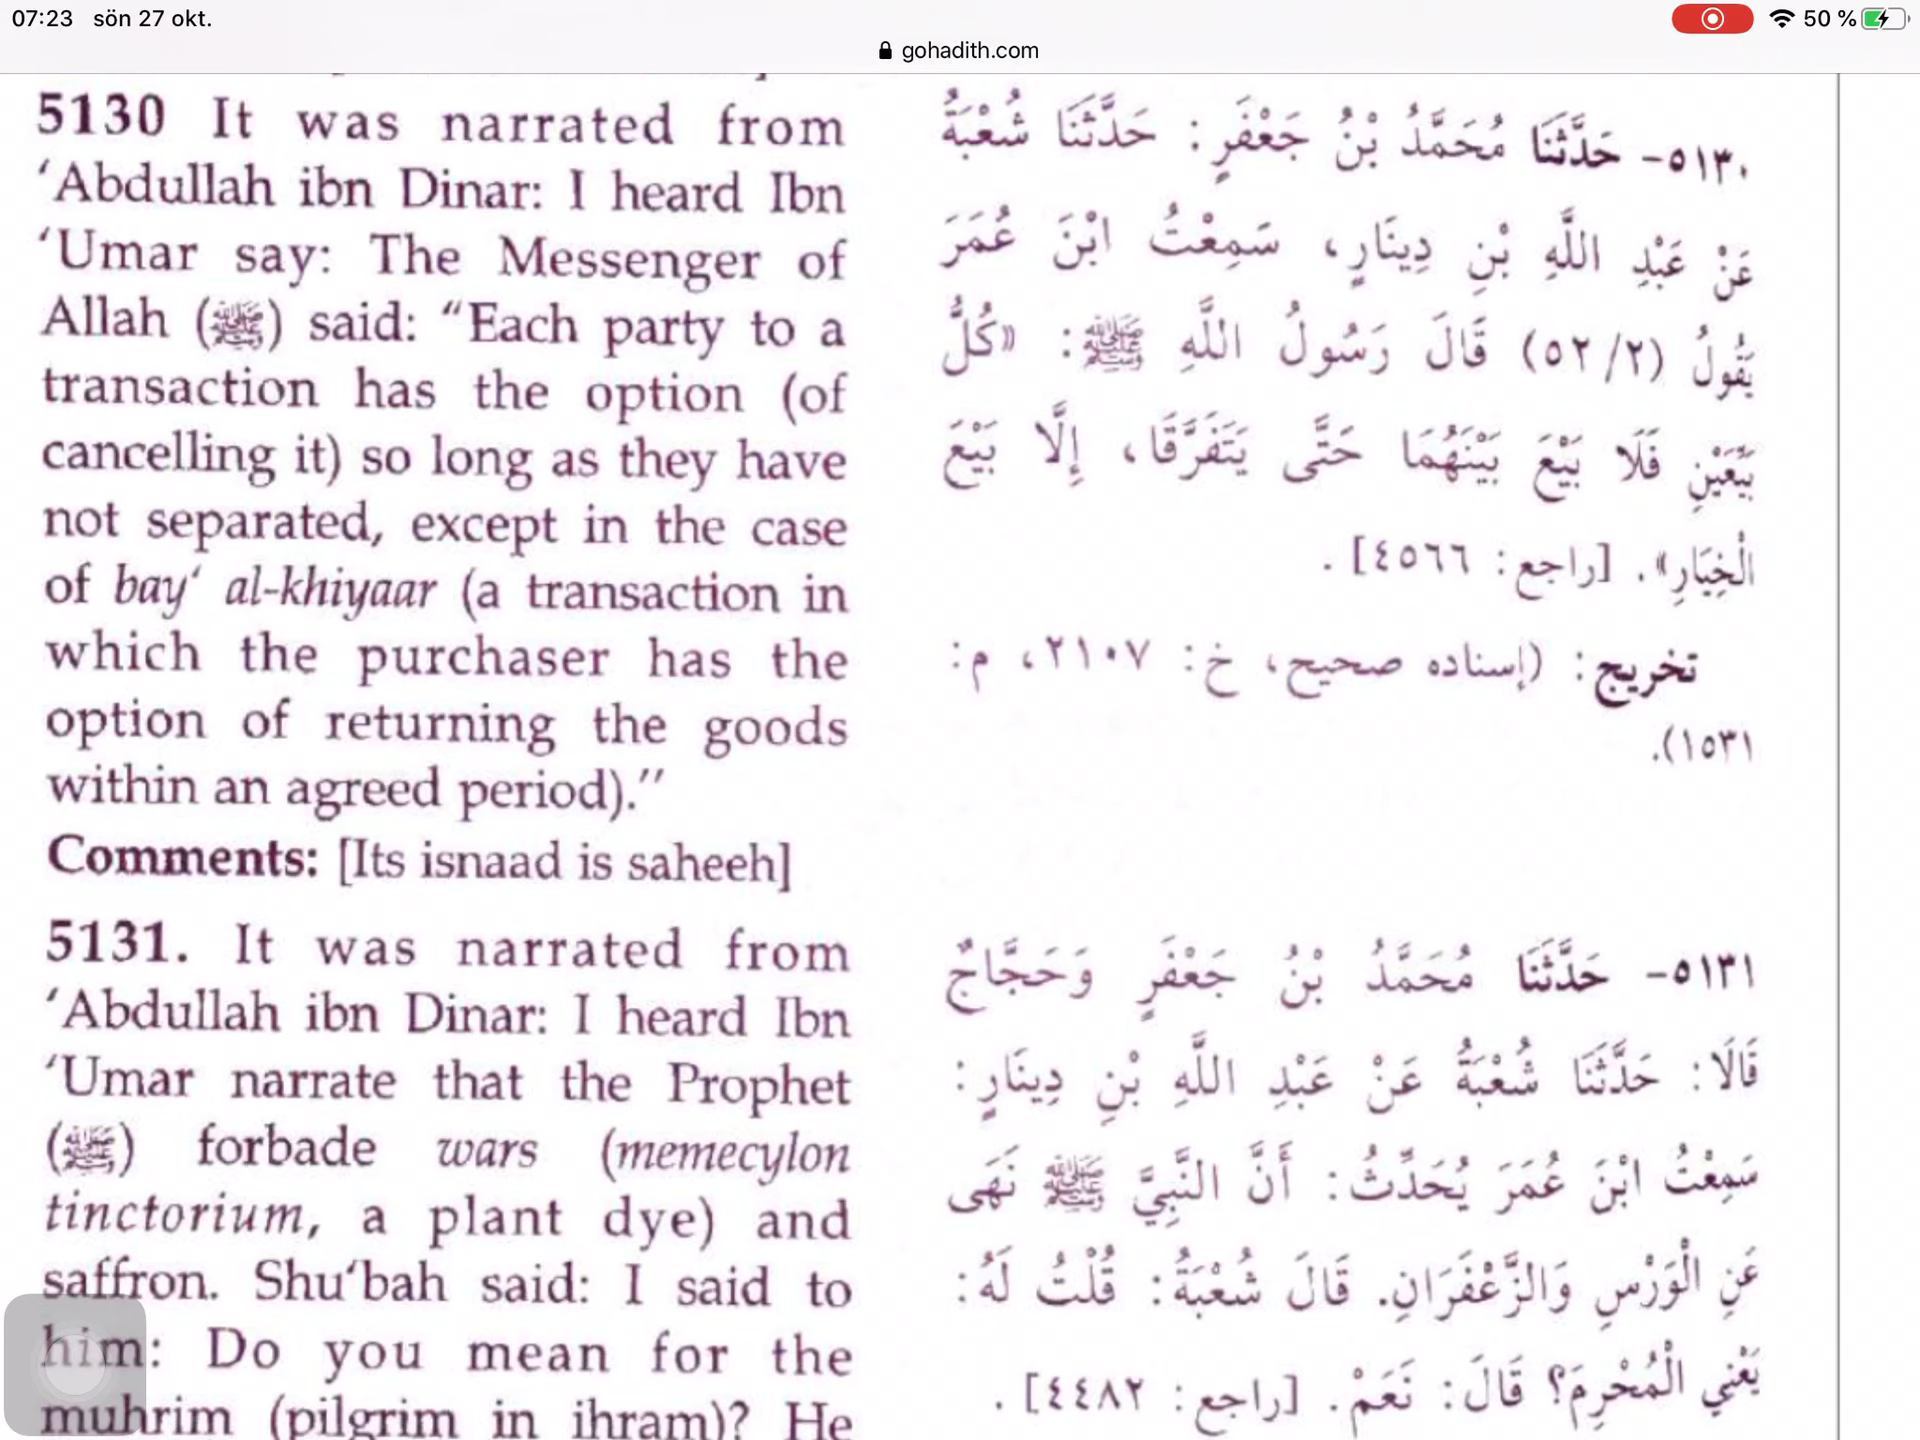 07:23 sön 27 okt.
50 %
gohadith.com
5130 It was narrated from
‘Abdullah ibn Dinar: I heard Ibn
‘Umar say: The Messenger of
Allah (ﷺ) said: “Each party to a
transaction has the option (of
cancelling it) so long as they have
not separated, except in the case
of bay‘ al-khiyaar (a transaction in
which the purchaser has the
option of returning the goods
within an agreed period).”
Comments: [Its isnaad is saheeh]
5131. It was narrated from
‘Abdullah ibn Dinar: I heard Ibn
‘Umar narrate that the Prophet
(ﷺ) forbade wars (memecylon
tinctorium, a plant dye) and
saffron. Shu‘bah said: I said to
him: Do you mean for the
muhrim (pilgrim in ihram)? He
٥١٣٠- حَدَّثَنَا مُحَمَّدُ بْنُ جَعْفَرٍ: حَدَّثَنَا شُعْبَةُ
عَنْ عَبْدِ اللَّهِ بْنِ دِينَارٍ، سَمِعْتُ ابْنَ عُمَرَ
يَقُولُ (٥٢/٢) قَالَ رَسُولُ اللَّهِ ﷺ: «كُلُّ
بَيِّعَيْنِ فَلَا بَيْعَ بَيْنَهُمَا حَتَّى يَتَفَرَّقَا، إِلَّا بَيْعَ
الْخِيَارِ». [راجع: ٤٥٦٦].
تخريج: (إسناده صحيح، خ: ٢١٠٧، م:
١٥٣١).
٥١٣١- حَدَّثَنَا مُحَمَّدُ بْنُ جَعْفَرٍ وَحَجَّاجٌ
قَالَا: حَدَّثَنَا شُعْبَةُ عَنْ عَبْدِ اللَّهِ بْنِ دِينَارٍ:
سَمِعْتُ ابْنَ عُمَرَ يُحَدِّثُ: أَنَّ النَّبِيَّ ﷺ نَهَى
عَنِ الْوَرْسِ وَالزَّعْفَرَانِ. قَالَ شُعْبَةُ: قُلْتُ لَهُ:
يَعْنِي الْمُحْرِمَ؟ قَالَ: نَعَمْ. [راجع: ٤٤٨٢].